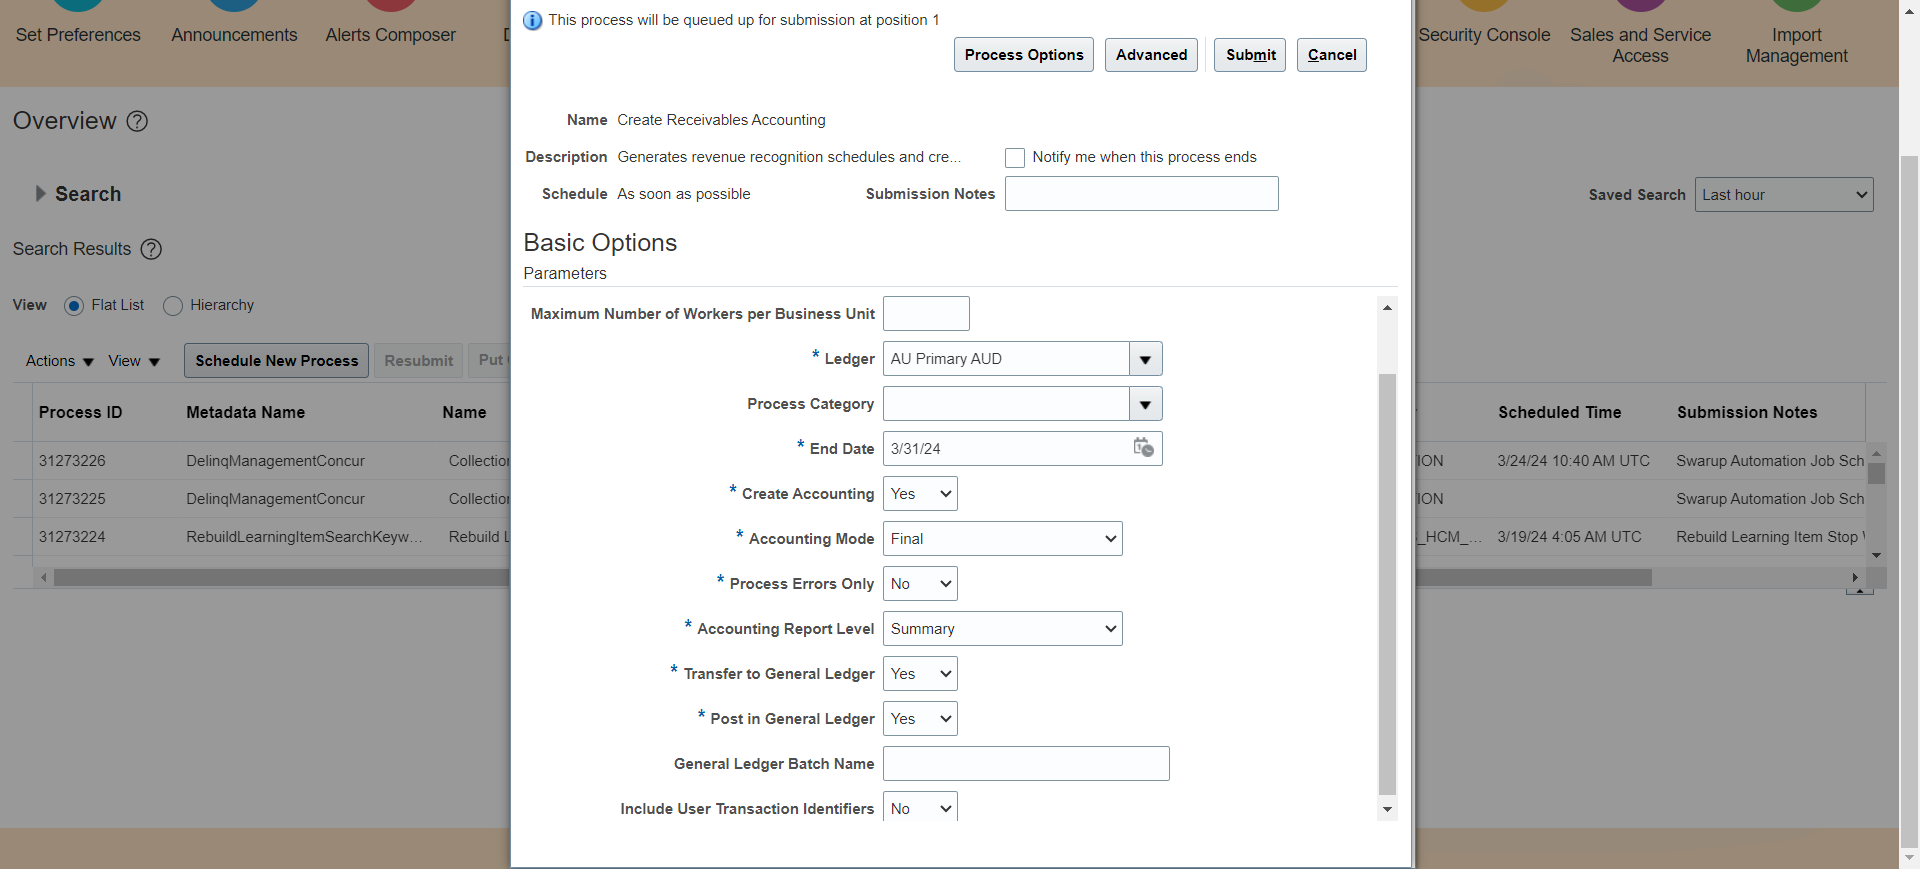 Set Preferences
Announcements
Alerts Composer
Security Console
Sales and Service Access
Import Management
This process will be queued up for submission at position 1
Process Options
Advanced
Submit
Cancel
Overview
Name Create Receivables Accounting
Description Generates revenue recognition schedules and cre...
Notify me when this process ends
Schedule As soon as possible
Submission Notes
Search
Saved Search Last hour
Search Results
View Flat List Hierarchy
Basic Options
Parameters
Maximum Number of Workers per Business Unit
* Ledger AU Primary AUD
Process Category
* End Date 3/31/24
* Create Accounting Yes
* Accounting Mode Final
* Process Errors Only No
* Accounting Report Level Summary
* Transfer to General Ledger Yes
* Post in General Ledger Yes
General Ledger Batch Name
Include User Transaction Identifiers No
Actions View Schedule New Process Resubmit Put
Process ID Metadata Name Name Scheduled Time Submission Notes
31273226 DelinqManagementConcur Collection ION 3/24/24 10:40 AM UTC Swarup Automation Job Sch
31273225 DelinqManagementConcur Collection ION Swarup Automation Job Sch
31273224 RebuildLearningItemSearchKeyw... Rebuild L _HCM_... 3/19/24 4:05 AM UTC Rebuild Learning Item Stop